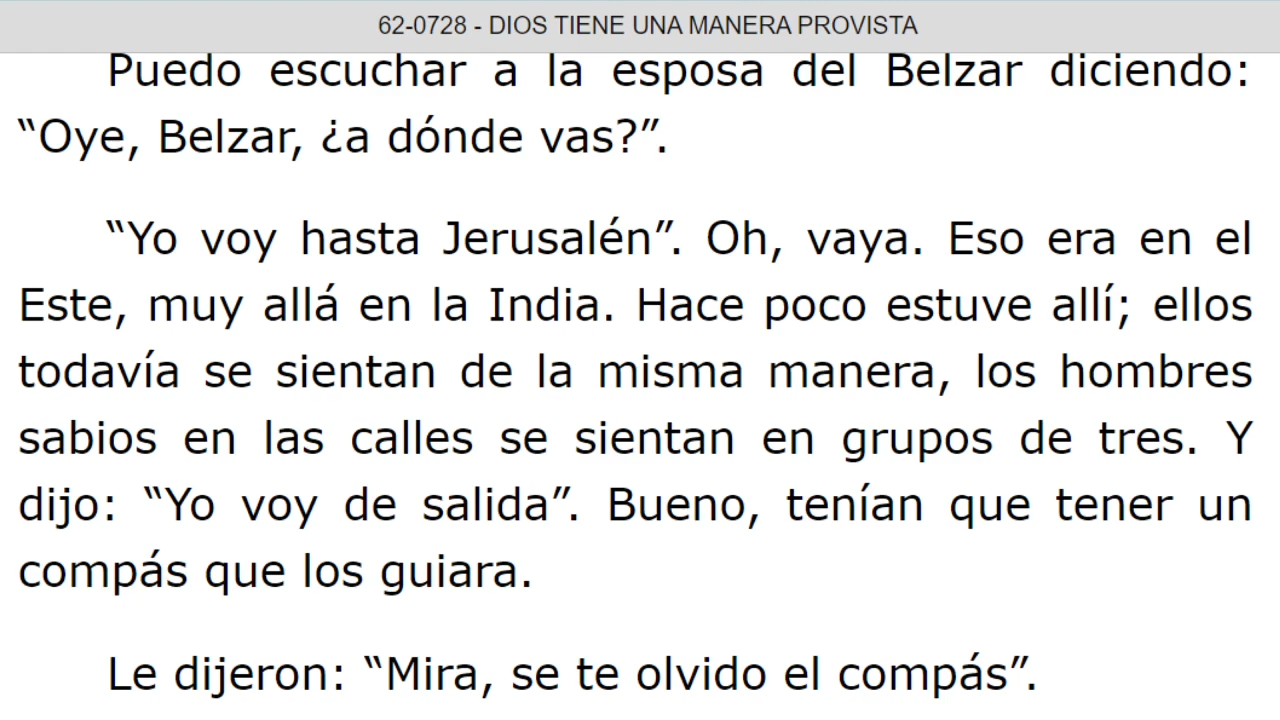 62-0728 - DIOS TIENE UNA MANERA PROVISTA
Puedo escuchar a la esposa del Belzar diciendo:
“Oye, Belzar, ¿a dónde vas?”.
“Yo voy hasta Jerusalén”. Oh, vaya. Eso era en el
Este, muy allá en la India. Hace poco estuve allí; ellos
todavía se sientan de la misma manera, los hombres
sabios en las calles se sientan en grupos de tres. Y
dijo: “Yo voy de salida”. Bueno, tenían que tener un
compás que los guiara.
Le dijeron: “Mira, se te olvido el compás”.